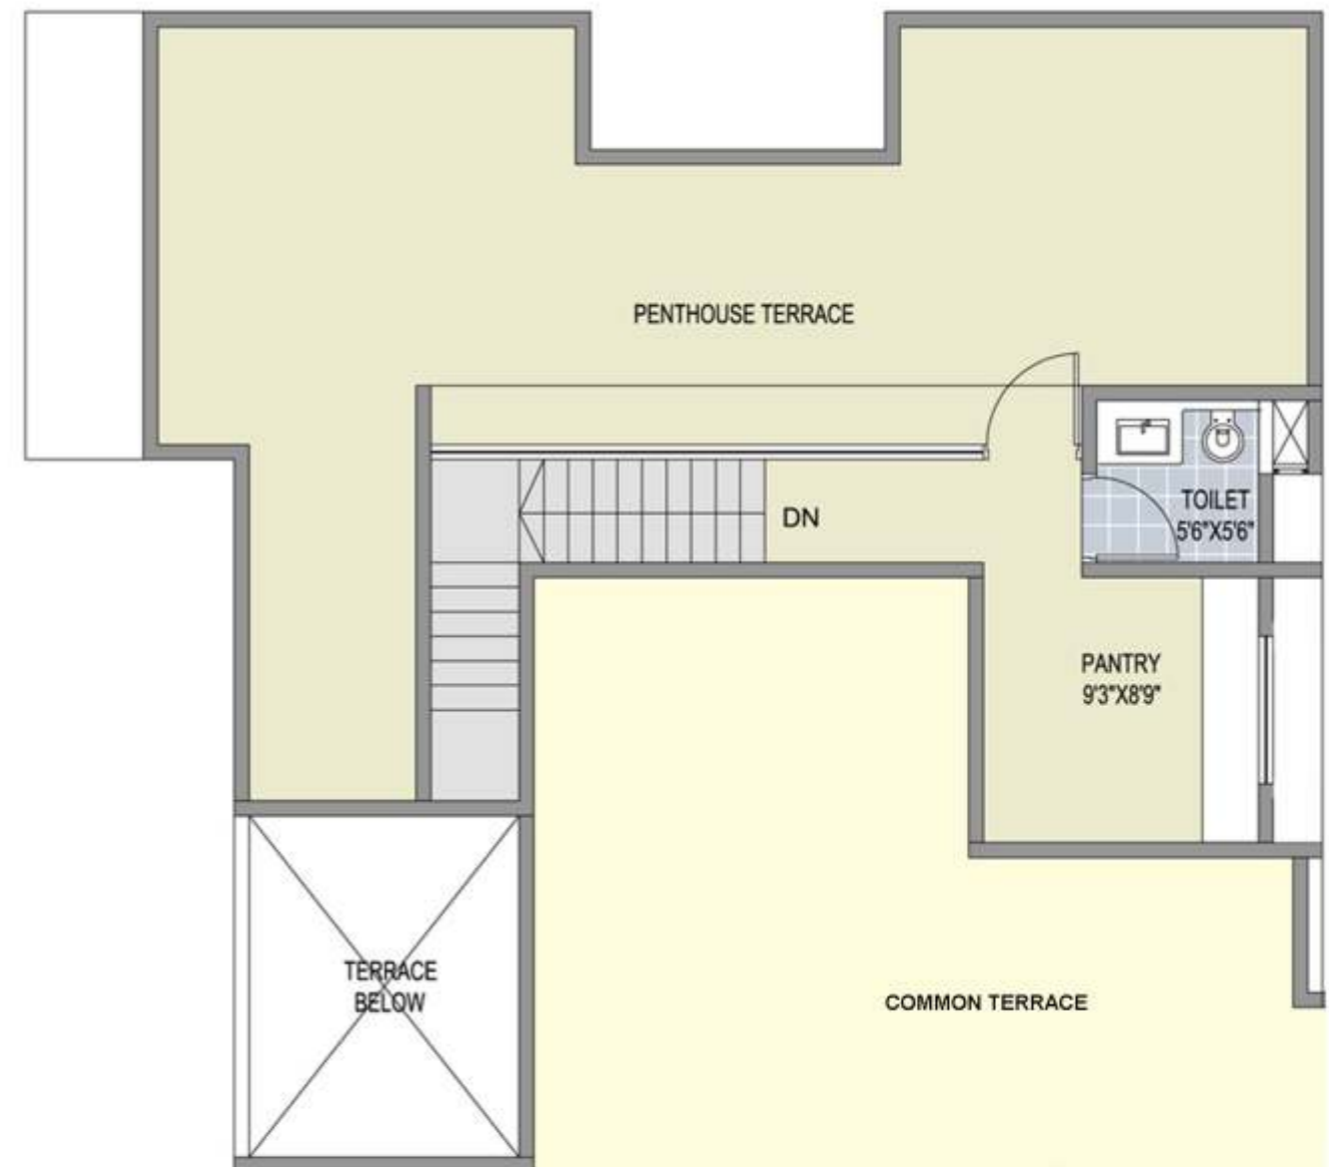 PENTHOUSE TERRACE
DN
TOILET
5'6"X5'6"
PANTRY
9'3"X8'9"
TERRACE
BELOW
COMMON TERRACE